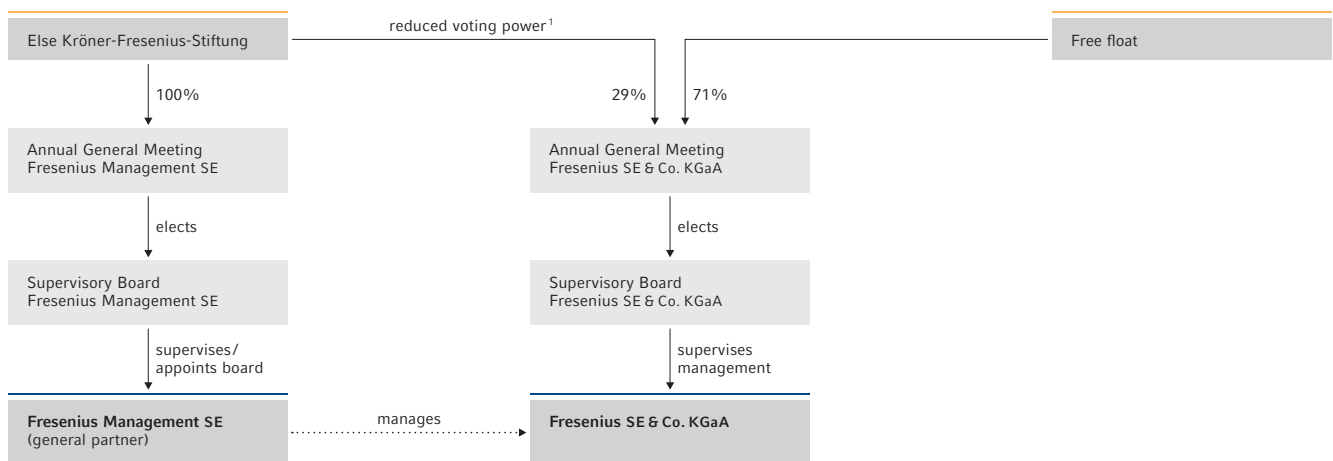 Else Kröner-Fresenius-Stiftung
reduced voting power¹
Free float
100%
29%
71%
Annual General Meeting
Fresenius Management SE
Annual General Meeting
Fresenius SE & Co. KGaA
elects
elects
Supervisory Board
Fresenius Management SE
Supervisory Board
Fresenius SE & Co. KGaA
supervises/
appoints board
supervises
management
Fresenius Management SE
(general partner)
manages
Fresenius SE & Co. KGaA